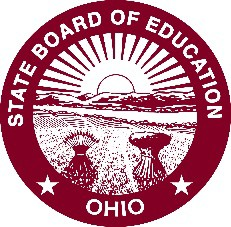 STATE BOARD OF EDUCATION
OHIO